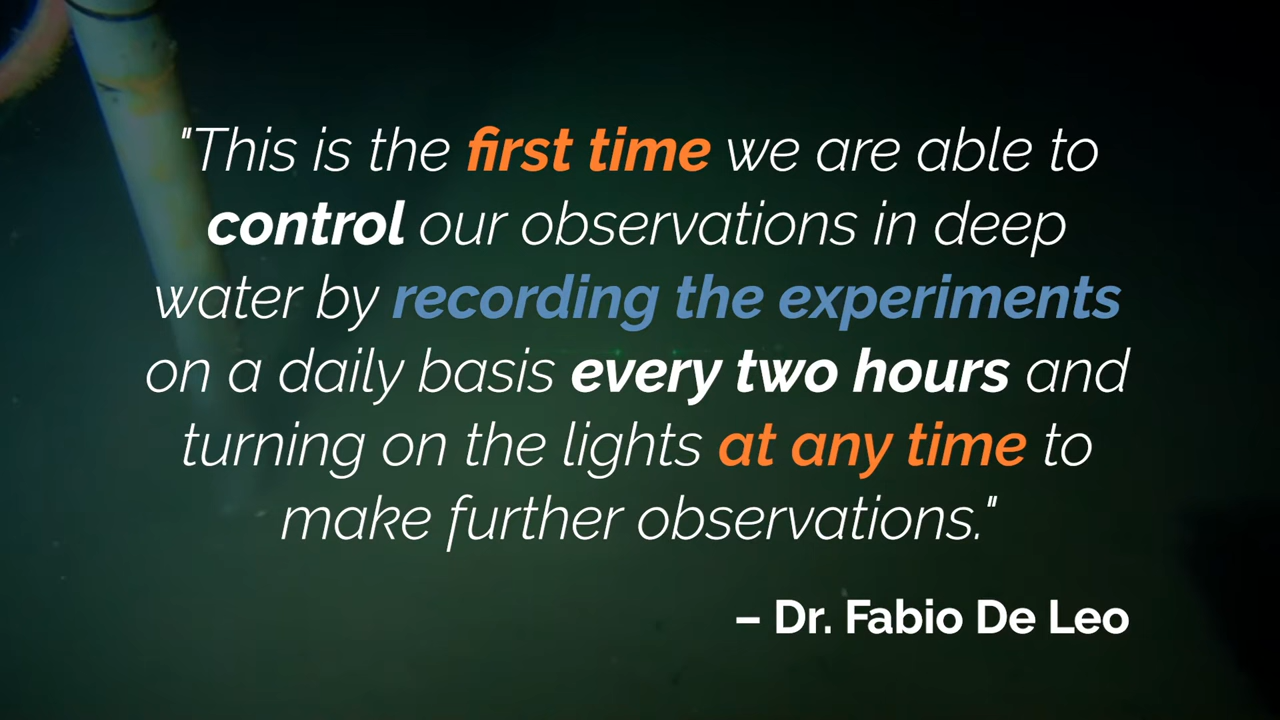 "This is the first time we are able to
control our observations in deep
water by recording the experiments
on a daily basis every two hours and
turning on the lights at any time to
make further observations."
– Dr. Fabio De Leo